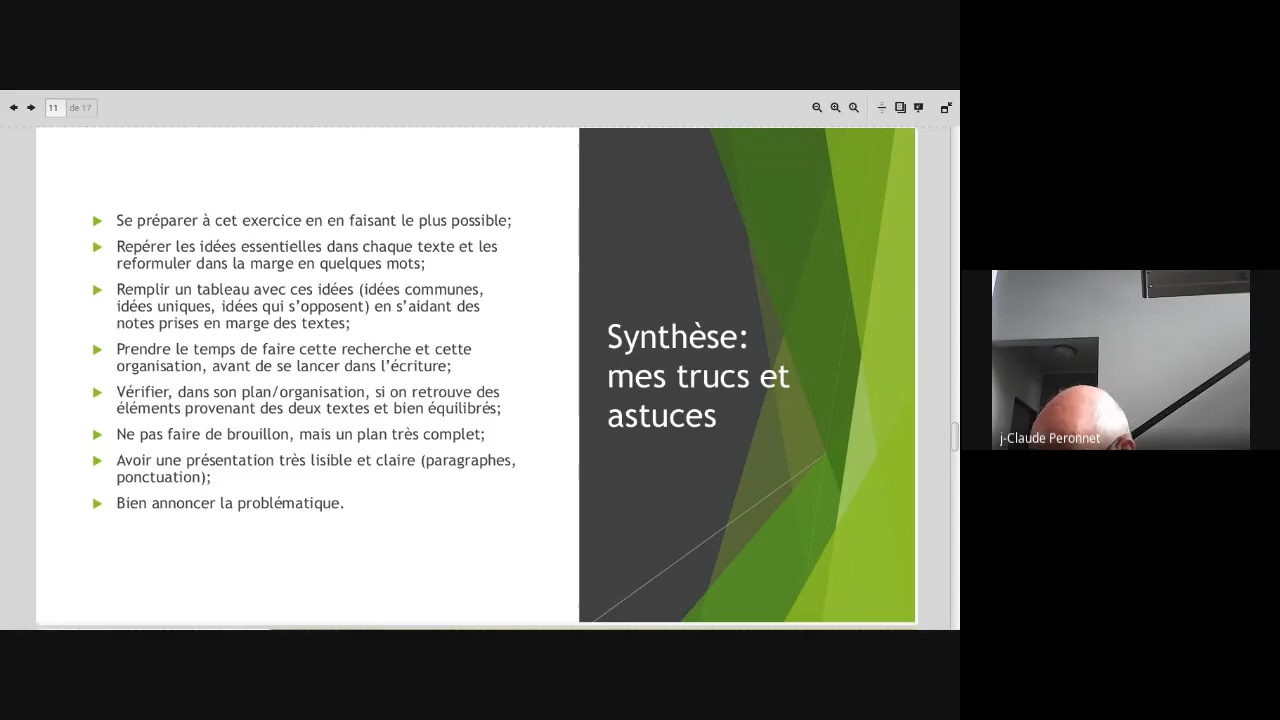 11 de 17
Se préparer à cet exercice en en faisant le plus possible;
Repérer les idées essentielles dans chaque texte et les
reformuler dans la marge en quelques mots;
Remplir un tableau avec ces idées (idées communes,
idées uniques, idées qui s’opposent) en s’aidant des
notes prises en marge des textes;
Prendre le temps de faire cette recherche et cette
organisation, avant de se lancer dans l’écriture;
Vérifier, dans son plan/organisation, si on retrouve des
éléments provenant des deux textes et bien équilibrés;
Ne pas faire de brouillon, mais un plan très complet;
Avoir une présentation très lisible et claire (paragraphes,
ponctuation);
Bien annoncer la problématique.
Synthèse:
mes trucs et
astuces
j-Claude Peronnet